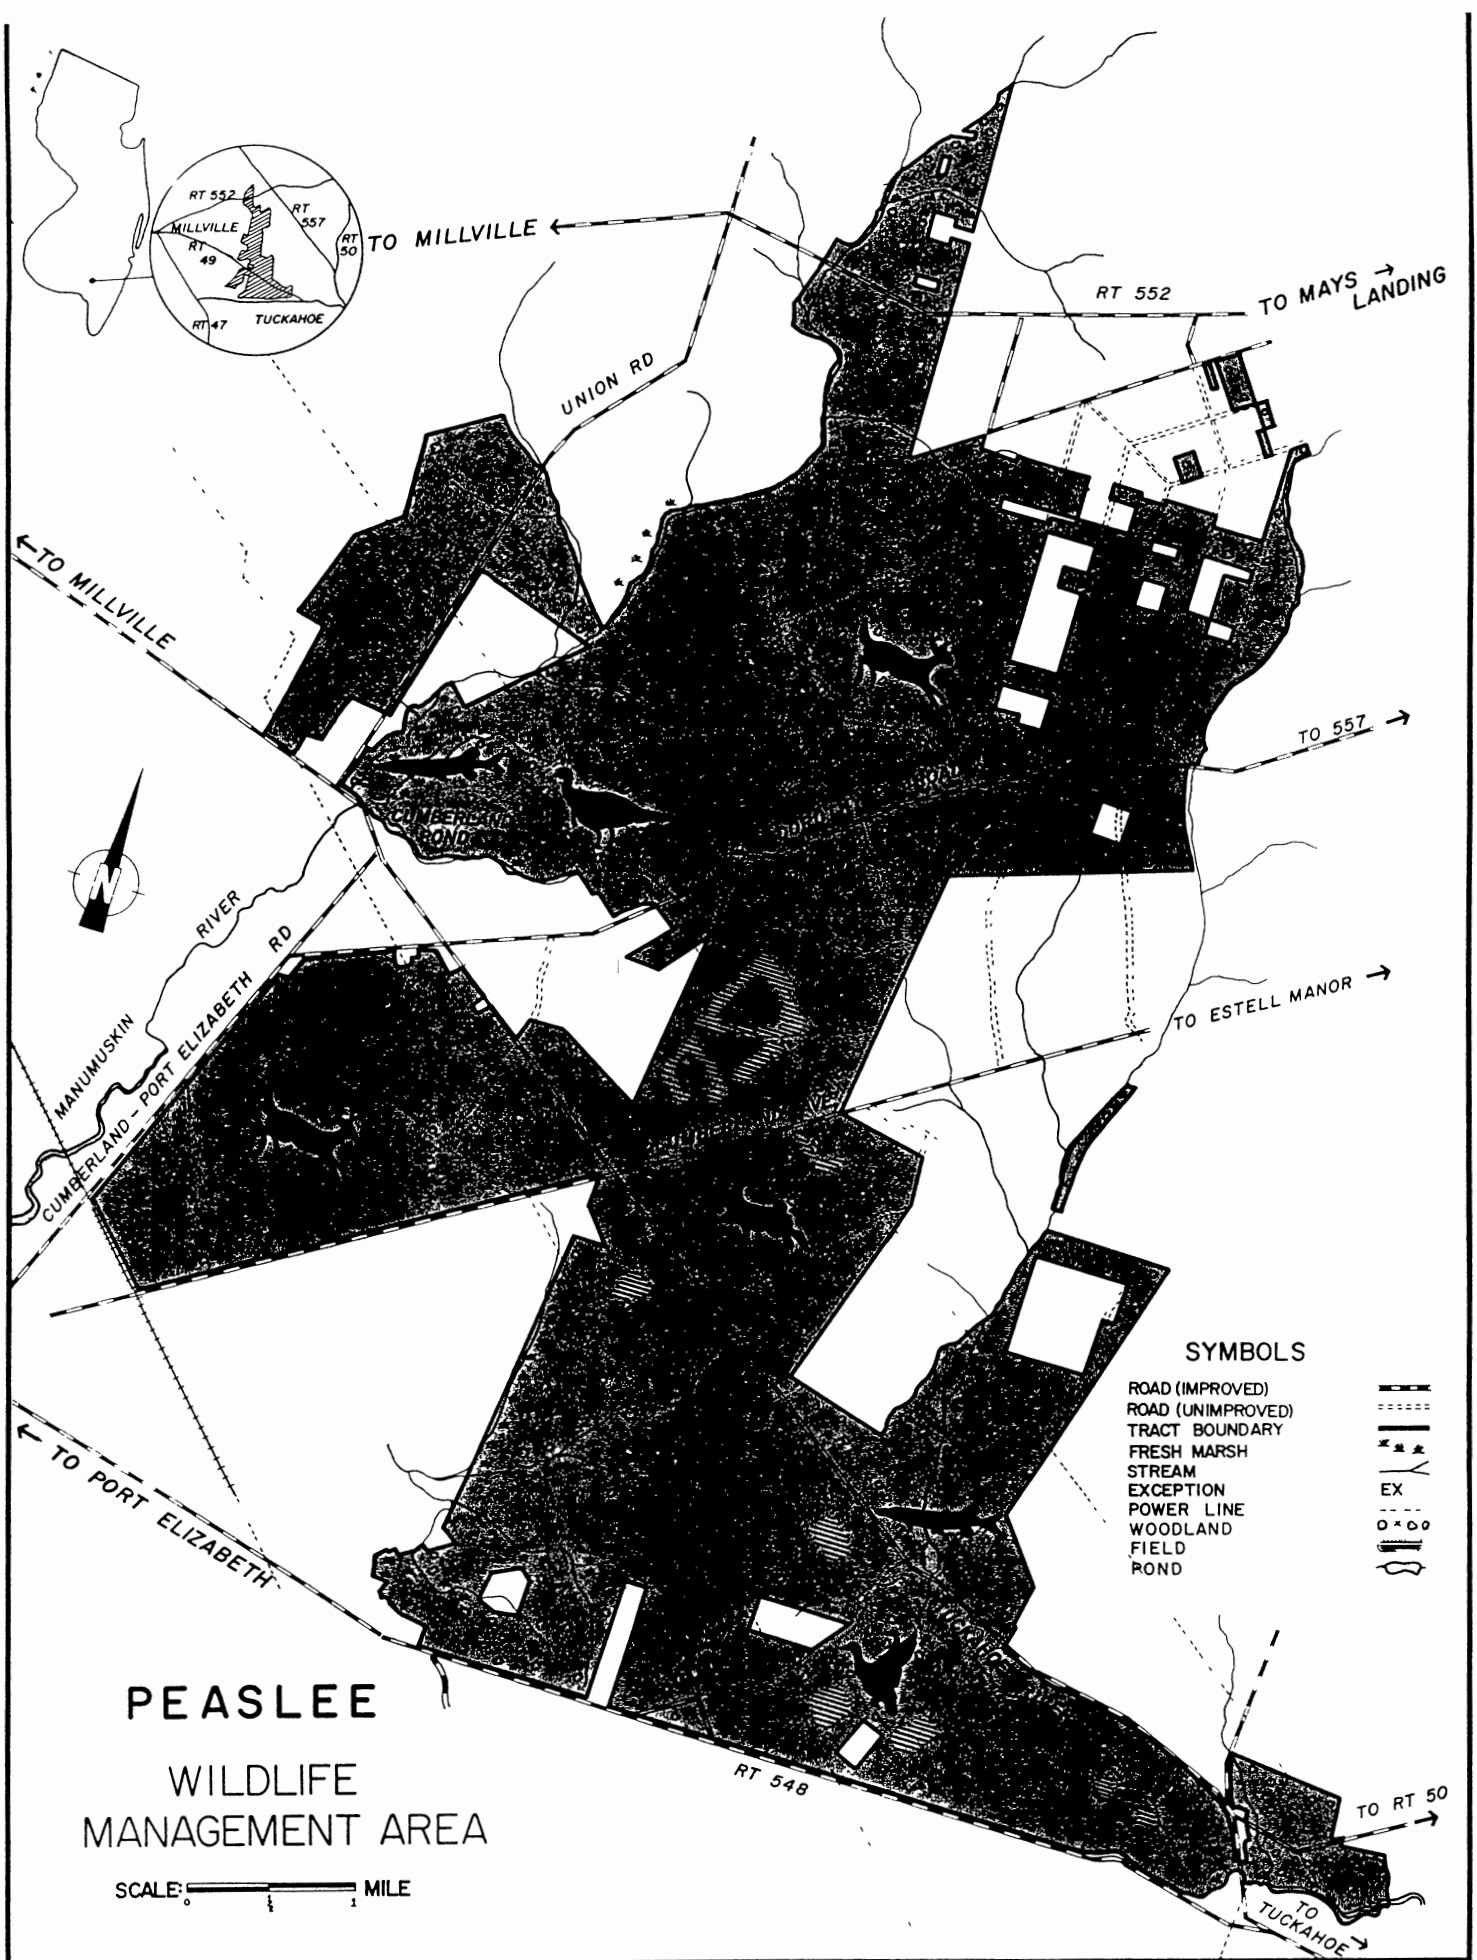 RT 552
MILLVILLE
RT
49
RT
557
RT
50
RT 47
TUCKAHOE
TO MILLVILLE
UNION RD
RT 552
TO MAYS
LANDING
TO MILLVILLE
TO 557
CUMBERLAND
POND
N
MANUMUSKIN
RIVER
CUMBERLAND-PORT ELIZABETH RD
TO ESTELL MANOR
TO PORT ELIZABETH
SYMBOLS
ROAD (IMPROVED)
ROAD (UNIMPROVED)
TRACT BOUNDARY
FRESH MARSH
STREAM
EXCEPTION EX
POWER LINE
WOODLAND
FIELD
POND
PEASLEE
WILDLIFE
MANAGEMENT AREA
SCALE: MILE
0 ½ 1
RT 548
TO RT 50
TO
TUCKAHOE